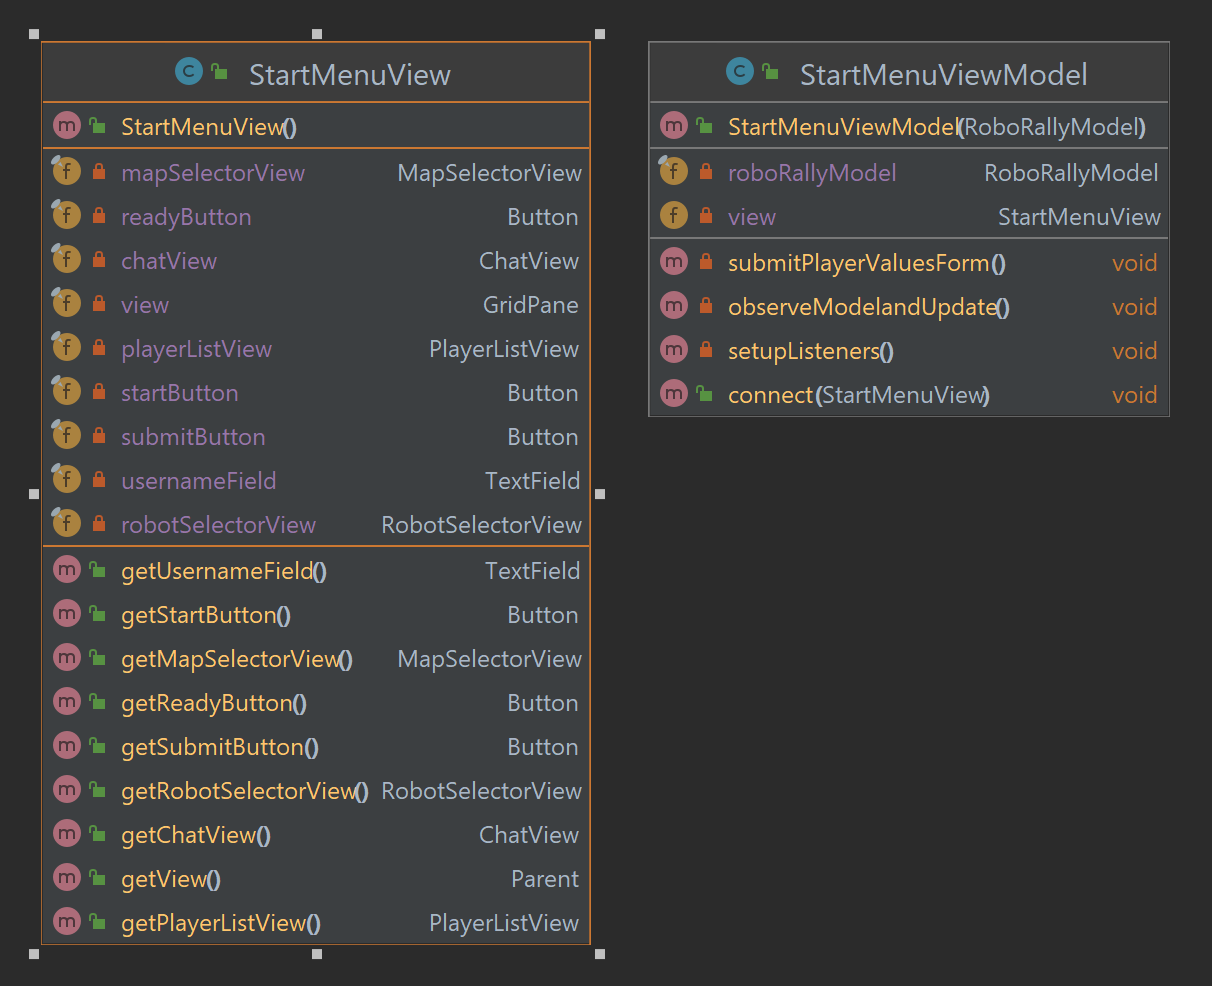 StartMenuView
StartMenuView()
mapSelectorView MapSelectorView
readyButton Button
chatView ChatView
view GridPane
playerListView PlayerListView
startButton Button
submitButton Button
usernameField TextField
robotSelectorView RobotSelectorView
getUsernameField() TextField
getStartButton() Button
getMapSelectorView() MapSelectorView
getReadyButton() Button
getSubmitButton() Button
getRobotSelectorView() RobotSelectorView
getChatView() ChatView
getView() Parent
getPlayerListView() PlayerListView
StartMenuViewModel
StartMenuViewModel(RoboRallyModel)
roboRallyModel RoboRallyModel
view StartMenuView
submitPlayerValuesForm() void
observeModelandUpdate() void
setupListeners() void
connect(StartMenuView) void